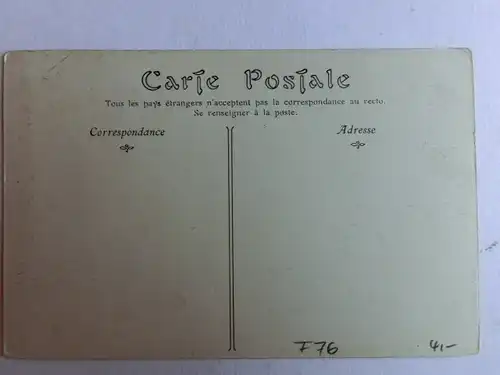 Carte Postale
Tous les pays étrangers n'acceptent pas la correspondance au recto.
Se renseigner à la poste.
Correspondance
Adresse
F76
4,-